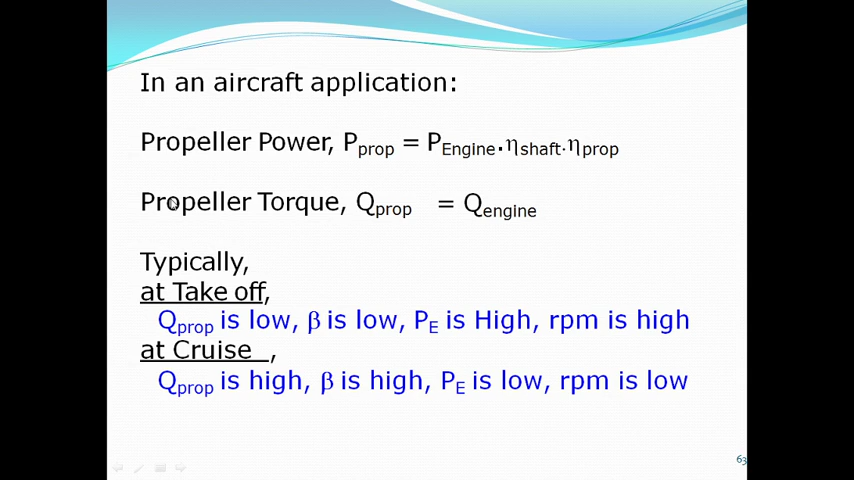 In an aircraft application:
Propeller Power, Pprop = PEngine.ηshaft.ηprop
Propeller Torque, Qprop = Qengine
Typically,
at Take off,
Qprop is low, β is low, PE is High, rpm is high
at Cruise ,
Qprop is high, β is high, PE is low, rpm is low
63